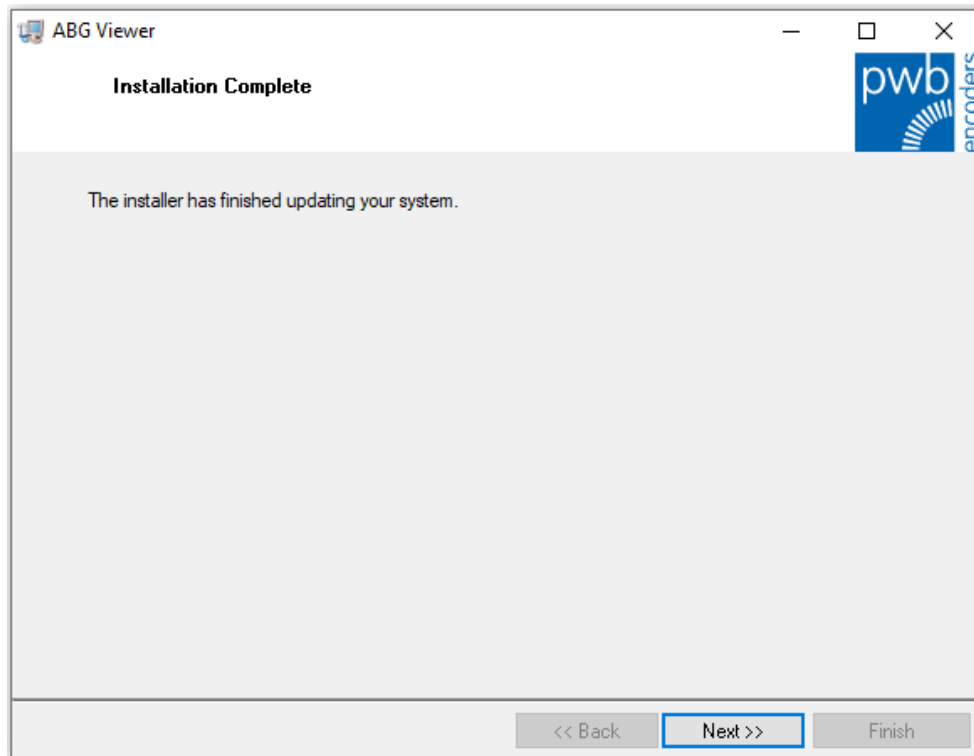 ABG Viewer
Installation Complete
pwb
encoders
The installer has finished updating your system.
<< Back
Next >>
Finish